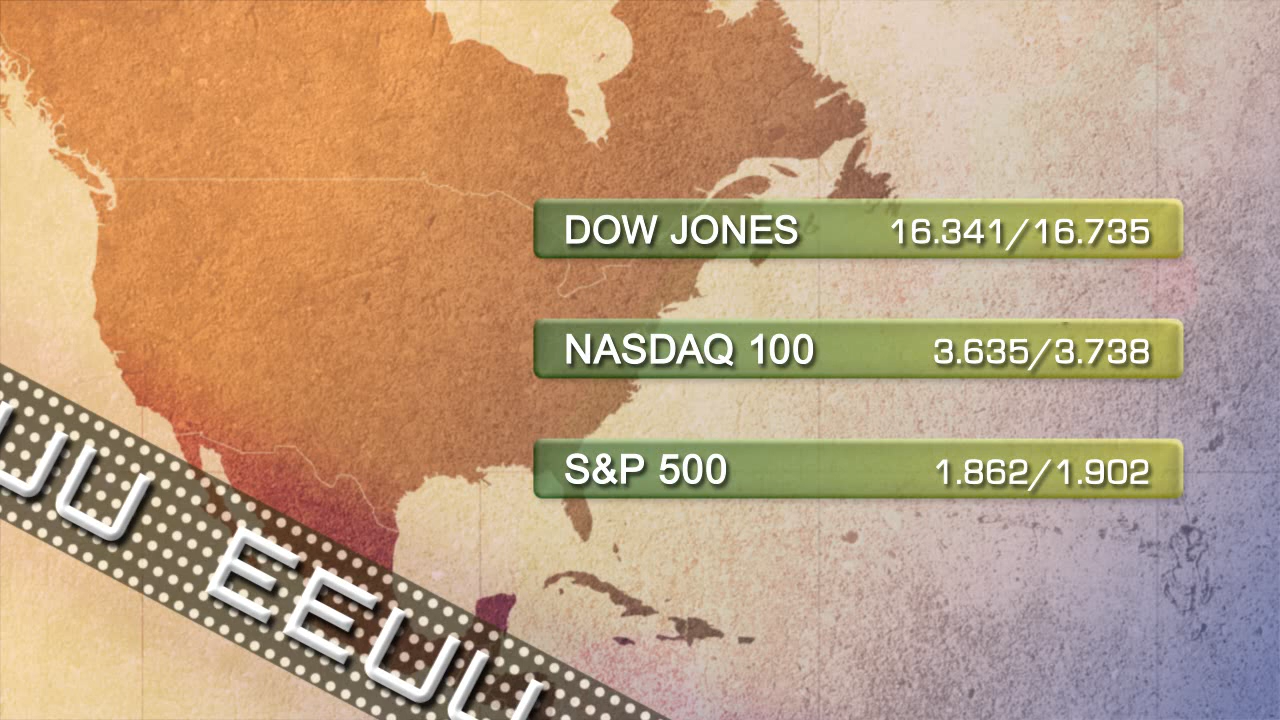 DOW JONES 16.341/16.735
NASDAQ 100 3.635/3.738
S&P 500 1.862/1.902
UU EEUU